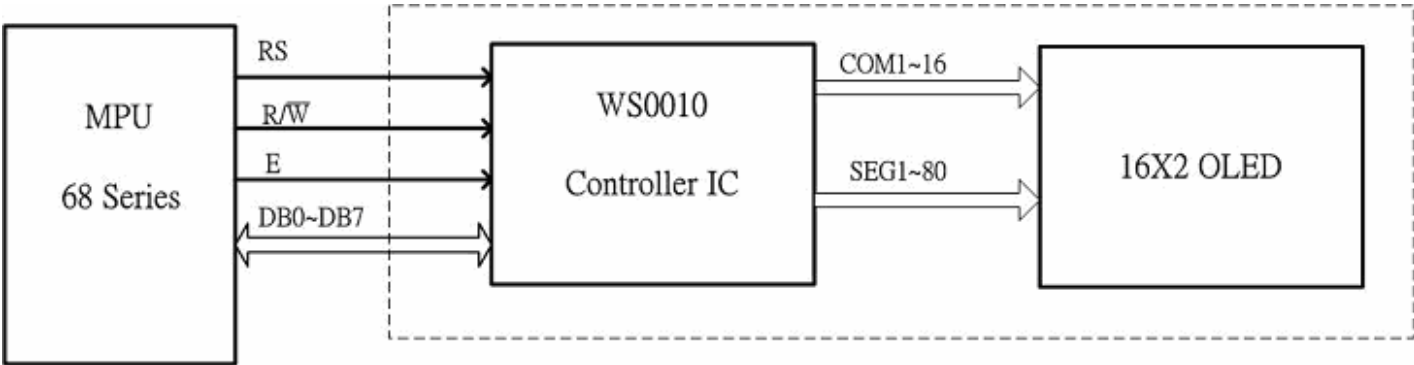 MPU
68 Series
RS
R/W̅
E
DB0~DB7
WS0010
Controller IC
COM1~16
SEG1~80
16X2 OLED